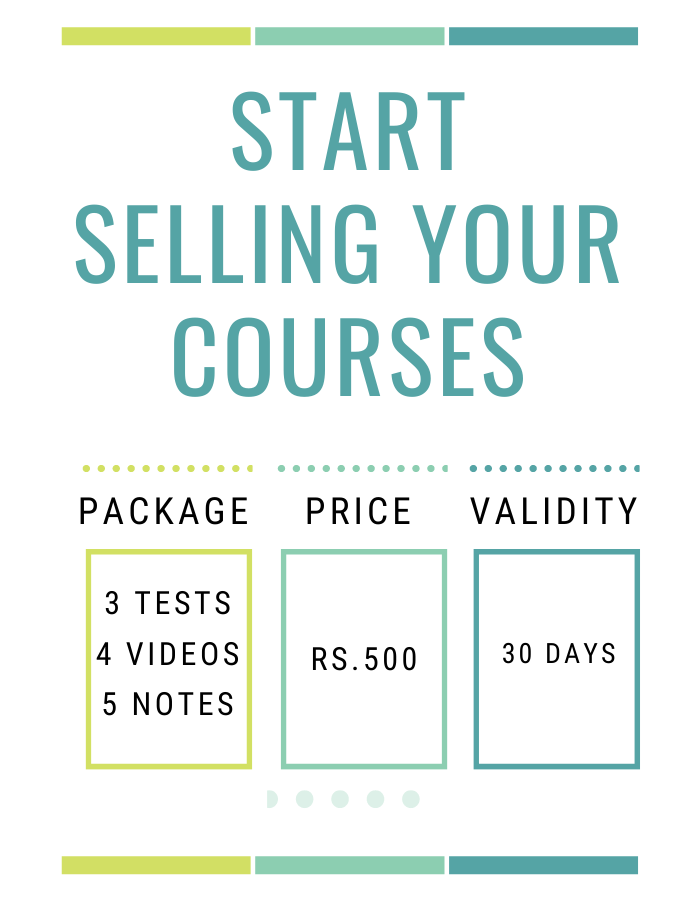 START
SELLING YOUR
COURSES
PACKAGE
PRICE
VALIDITY
3 TESTS
4 VIDEOS
5 NOTES
RS.500
30 DAYS